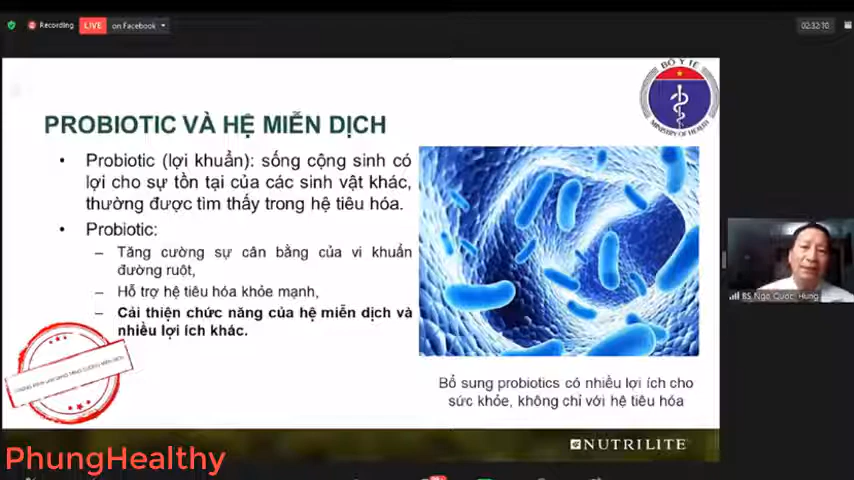 Recording
LIVE
on Facebook
02:32:10
BỘ Y TẾ
MINISTRY OF HEALTH
PROBIOTIC VÀ HỆ MIỄN DỊCH
• Probiotic (lợi khuẩn): sống cộng sinh có
lợi cho sự tồn tại của các sinh vật khác,
thường được tìm thấy trong hệ tiêu hóa.
• Probiotic:
– Tăng cường sự cân bằng của vi khuẩn
đường ruột,
– Hỗ trợ hệ tiêu hóa khỏe mạnh,
– Cải thiện chức năng của hệ miễn dịch và
nhiều lợi ích khác.
Bổ sung probiotics có nhiều lợi ích cho
sức khỏe, không chỉ với hệ tiêu hóa
BS Ngo Quoc Hung
NUTRILITE
PhungHealthy